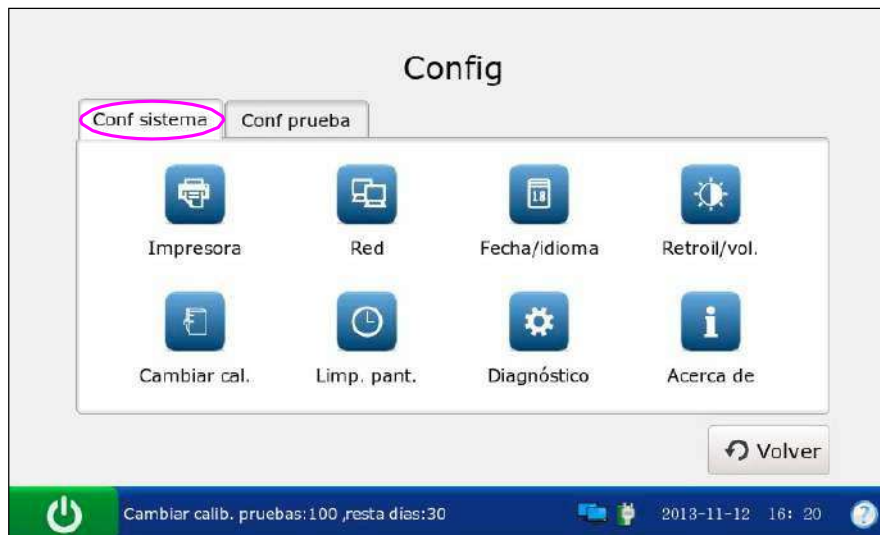 Config
Conf sistema Conf prueba
18
Impresora Red Fecha/idioma Retroil/vol.
Cambiar cal. Limp. pant. Diagnóstico Acerca de
Volver
Cambiar calib. pruebas:100 ,resta días:30 2013-11-12 16: 20 ?